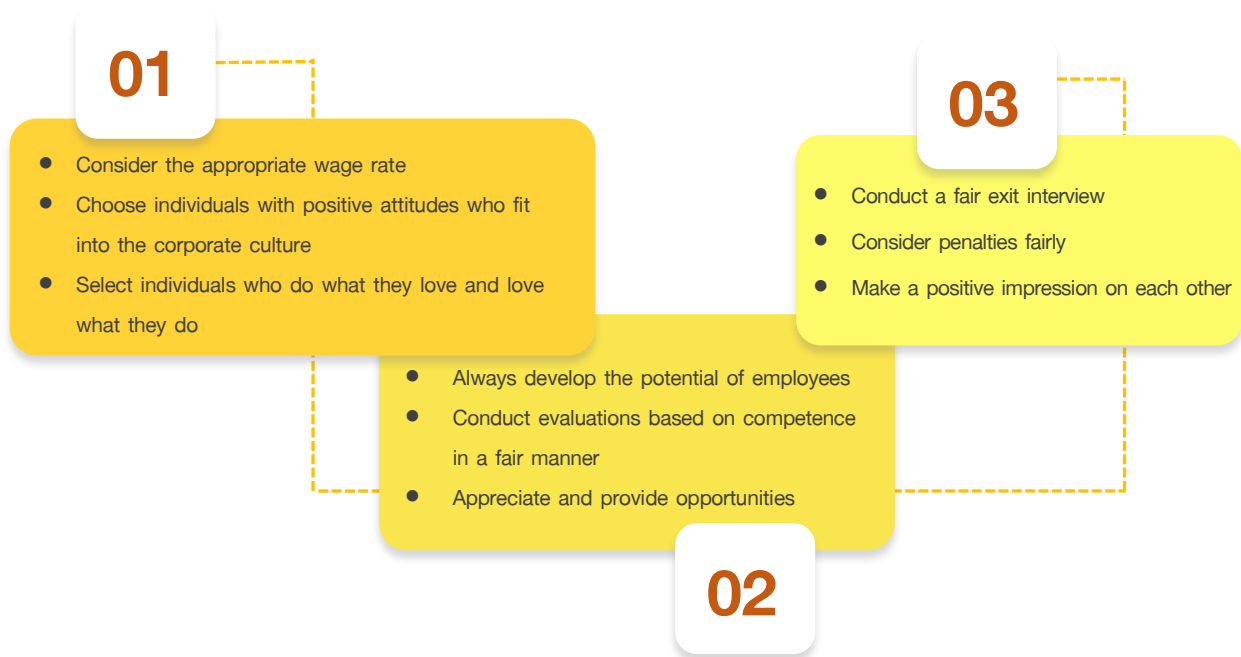 01
● Consider the appropriate wage rate
● Choose individuals with positive attitudes who fit
into the corporate culture
● Select individuals who do what they love and love
what they do
02
● Always develop the potential of employees
● Conduct evaluations based on competence
in a fair manner
● Appreciate and provide opportunities
03
● Conduct a fair exit interview
● Consider penalties fairly
● Make a positive impression on each other